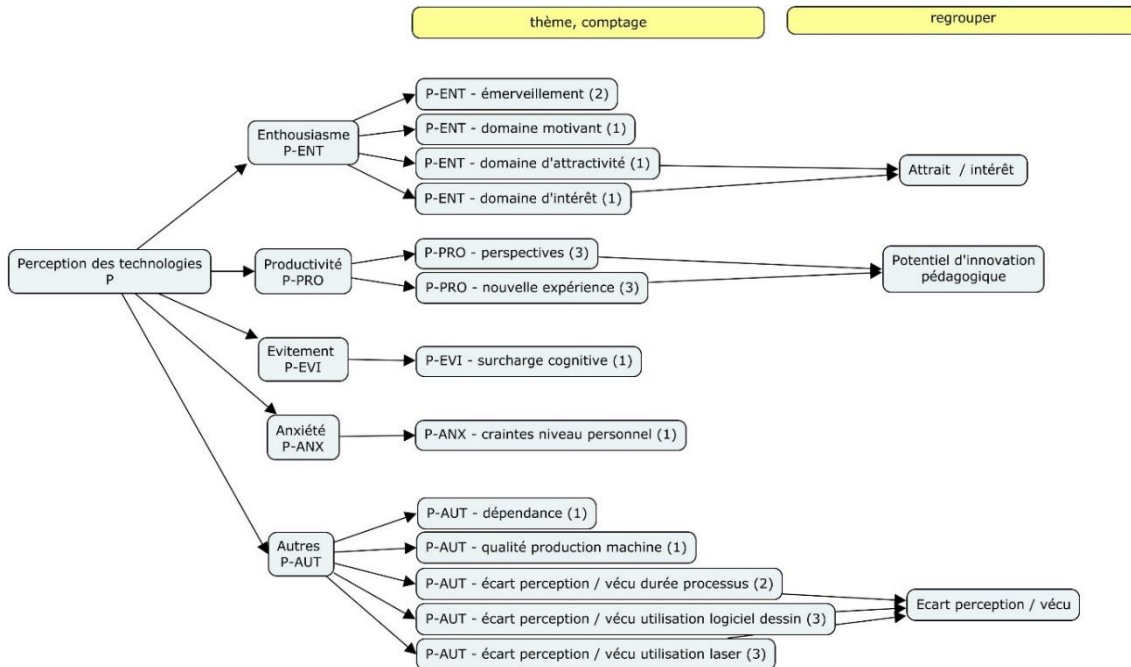 thème, comptage
regrouper
P-ENT - émerveillement (2)
Enthousiasme
P-ENT
P-ENT - domaine motivant (1)
P-ENT - domaine d'attractivité (1)
Attrait / intérêt
P-ENT - domaine d'intérêt (1)
Perception des technologies
P
Productivité
P-PRO
P-PRO - perspectives (3)
P-PRO - nouvelle expérience (3)
Potentiel d'innovation
pédagogique
Evitement
P-EVI
P-EVI - surcharge cognitive (1)
Anxiété
P-ANX
P-ANX - craintes niveau personnel (1)
Autres
P-AUT
P-AUT - dépendance (1)
P-AUT - qualité production machine (1)
P-AUT - écart perception / vécu durée processus (2)
P-AUT - écart perception / vécu utilisation logiciel dessin (3)
P-AUT - écart perception / vécu utilisation laser (3)
Ecart perception / vécu